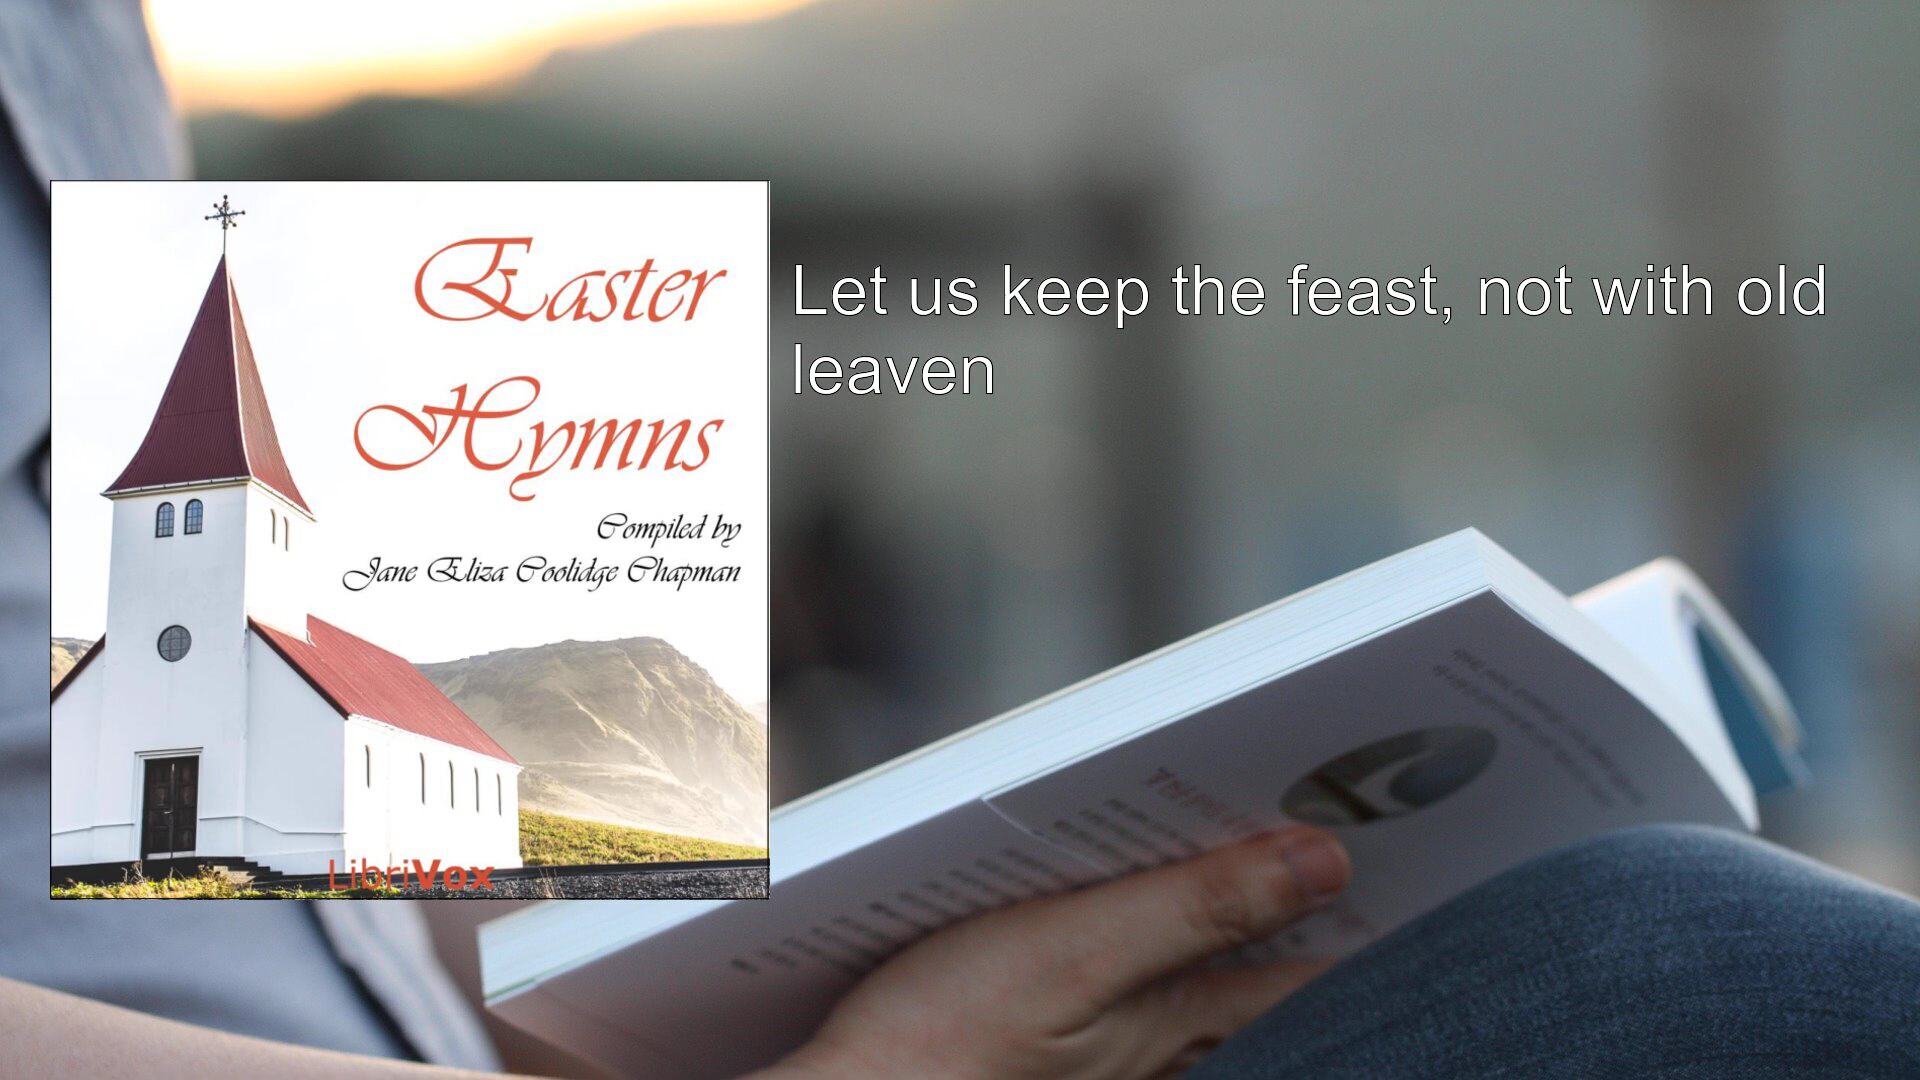 Easter
Hymns
Compiled by
Jane Eliza Coolidge Chapman
LibriVox
Let us keep the feast, not with old
leaven